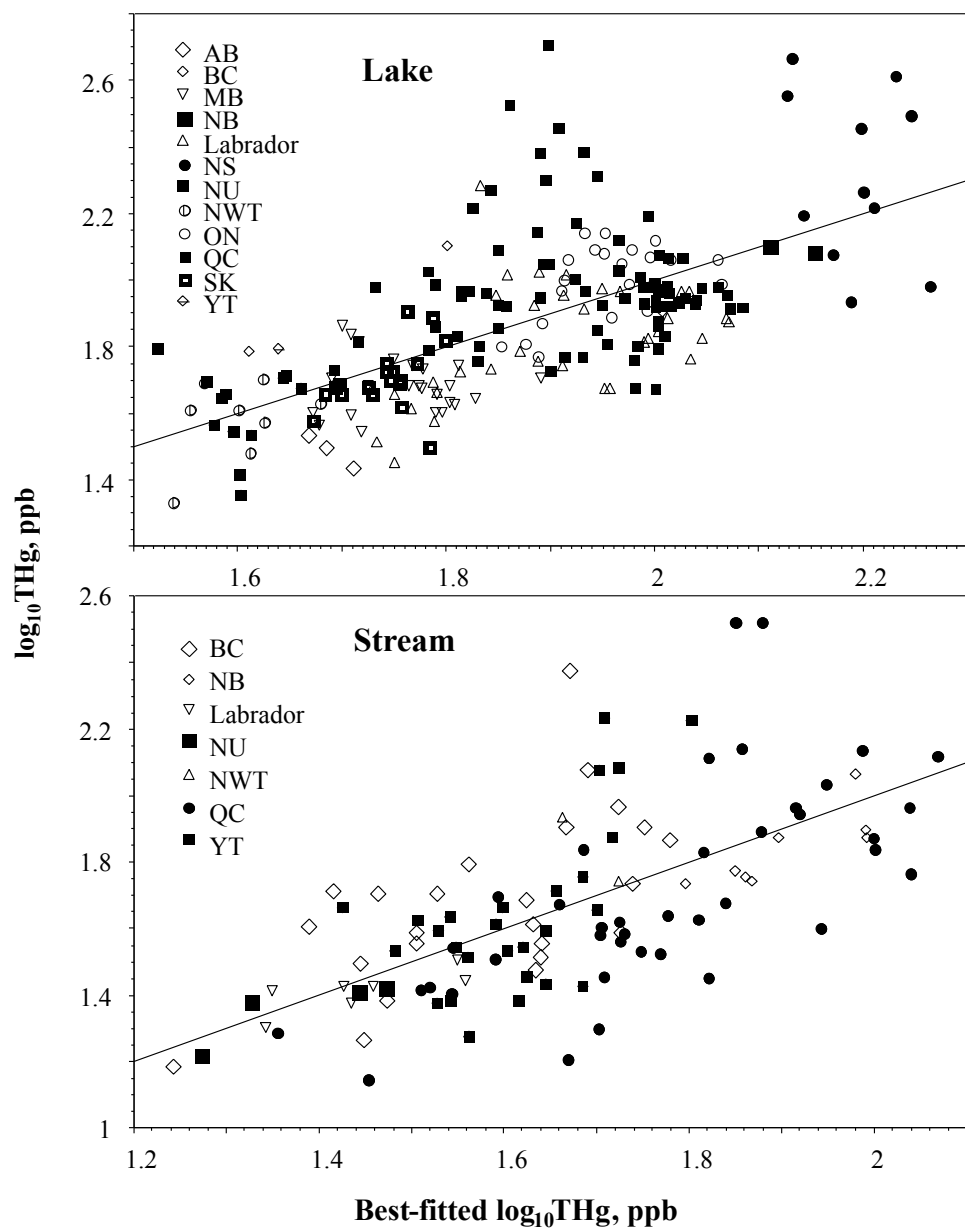 Lake
AB
BC
MB
NB
Labrador
NS
NU
NWT
ON
QC
SK
YT
2.6
2.2
1.8
1.4
1.6
1.8
2
2.2
log10THg, ppb
Stream
BC
NB
Labrador
NU
NWT
QC
YT
2.6
2.2
1.8
1.4
1
1.2
1.4
1.6
1.8
2
Best-fitted log10THg, ppb